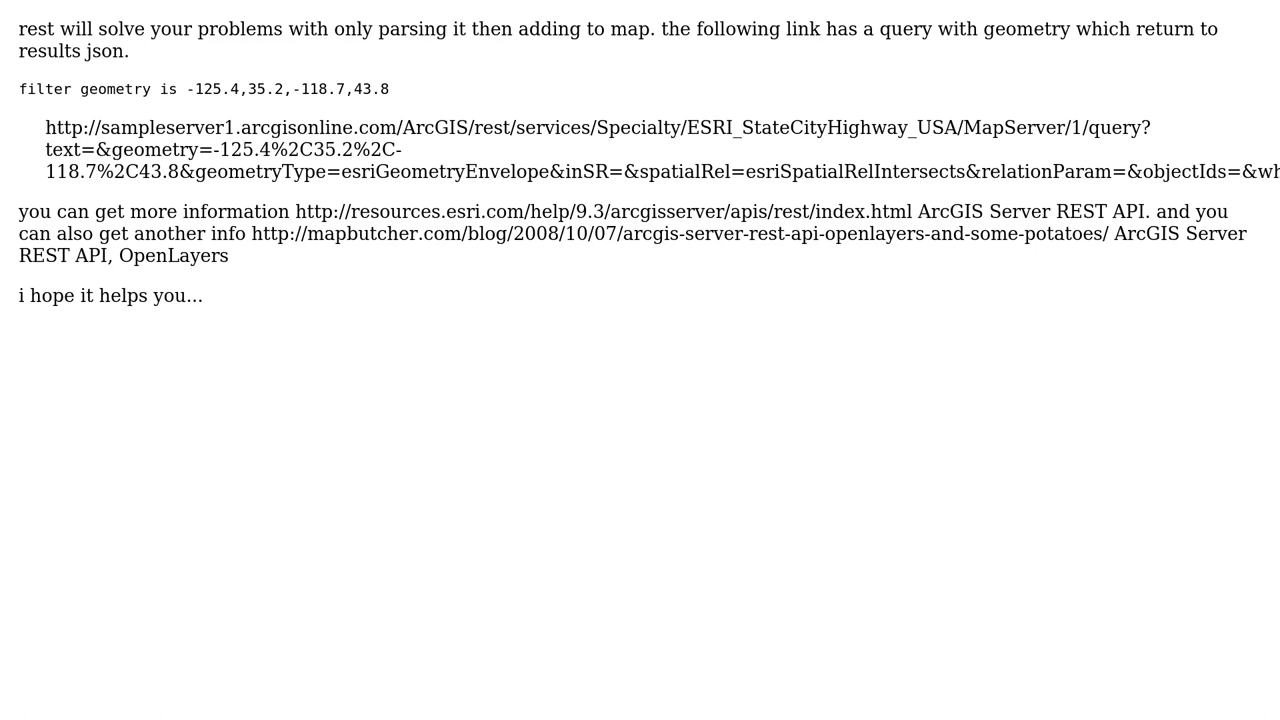 rest will solve your problems with only parsing it then adding to map. the following link has a query with geometry which return to
results json.
filter geometry is -125.4,35.2,-118.7,43.8
http://sampleserver1.arcgisonline.com/ArcGIS/rest/services/Specialty/ESRI_StateCityHighway_USA/MapServer/1/query?
text=&geometry=-125.4%2C35.2%2C-
118.7%2C43.8&geometryType=esriGeometryEnvelope&inSR=&spatialRel=esriSpatialRelIntersects&relationParam=&objectIds=&wh
you can get more information http://resources.esri.com/help/9.3/arcgisserver/apis/rest/index.html ArcGIS Server REST API. and you
can also get another info http://mapbutcher.com/blog/2008/10/07/arcgis-server-rest-api-openlayers-and-some-potatoes/ ArcGIS Server
REST API, OpenLayers
i hope it helps you...